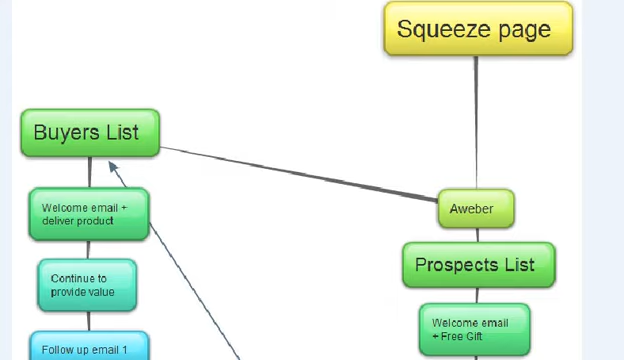 Squeeze page
Buyers List
Welcome email +
deliver product
Aweber
Continue to
provide value
Prospects List
Welcome email
+ Free Gift
Follow up email 1